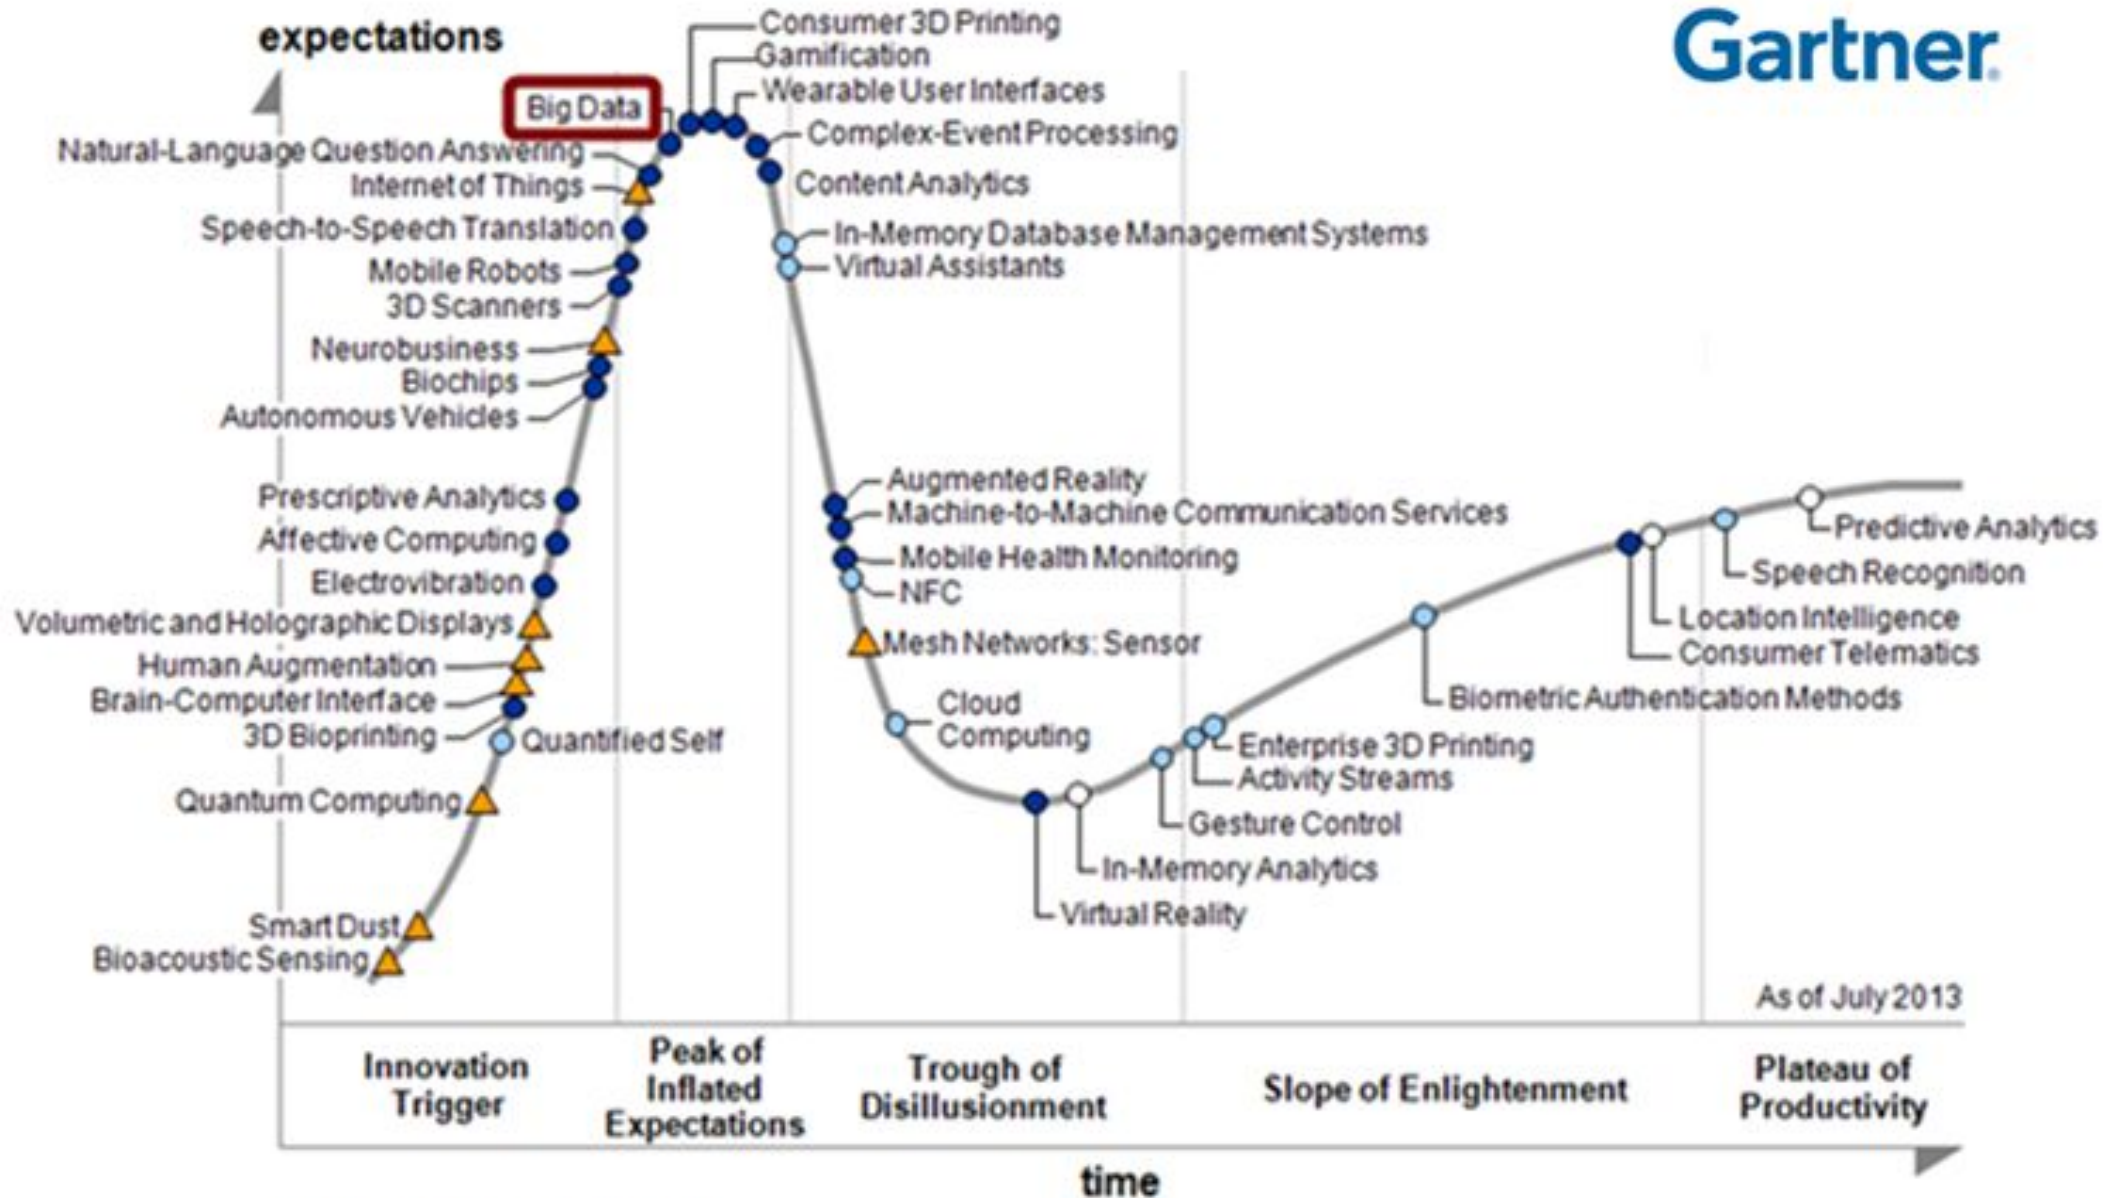 expectations
Gartner
Consumer 3D Printing
Gamification
Wearable User Interfaces
Big Data
Complex-Event Processing
Natural-Language Question Answering
Internet of Things
Content Analytics
Speech-to-Speech Translation
In-Memory Database Management Systems
Mobile Robots
Virtual Assistants
3D Scanners
Neurobusiness
Biochips
Autonomous Vehicles
Prescriptive Analytics
Affective Computing
Electrovibration
Volumetric and Holographic Displays
Human Augmentation
Brain-Computer Interface
3D Bioprinting
Quantified Self
Quantum Computing
Smart Dust
Bioacoustic Sensing
Augmented Reality
Machine-to-Machine Communication Services
Mobile Health Monitoring
NFC
Mesh Networks: Sensor
Cloud
Computing
Predictive Analytics
Speech Recognition
Location Intelligence
Consumer Telematics
Biometric Authentication Methods
Enterprise 3D Printing
Activity Streams
Gesture Control
In-Memory Analytics
Virtual Reality
As of July 2013
Innovation
Trigger
Peak of
Inflated
Expectations
Trough of
Disillusionment
Slope of Enlightenment
Plateau of
Productivity
time